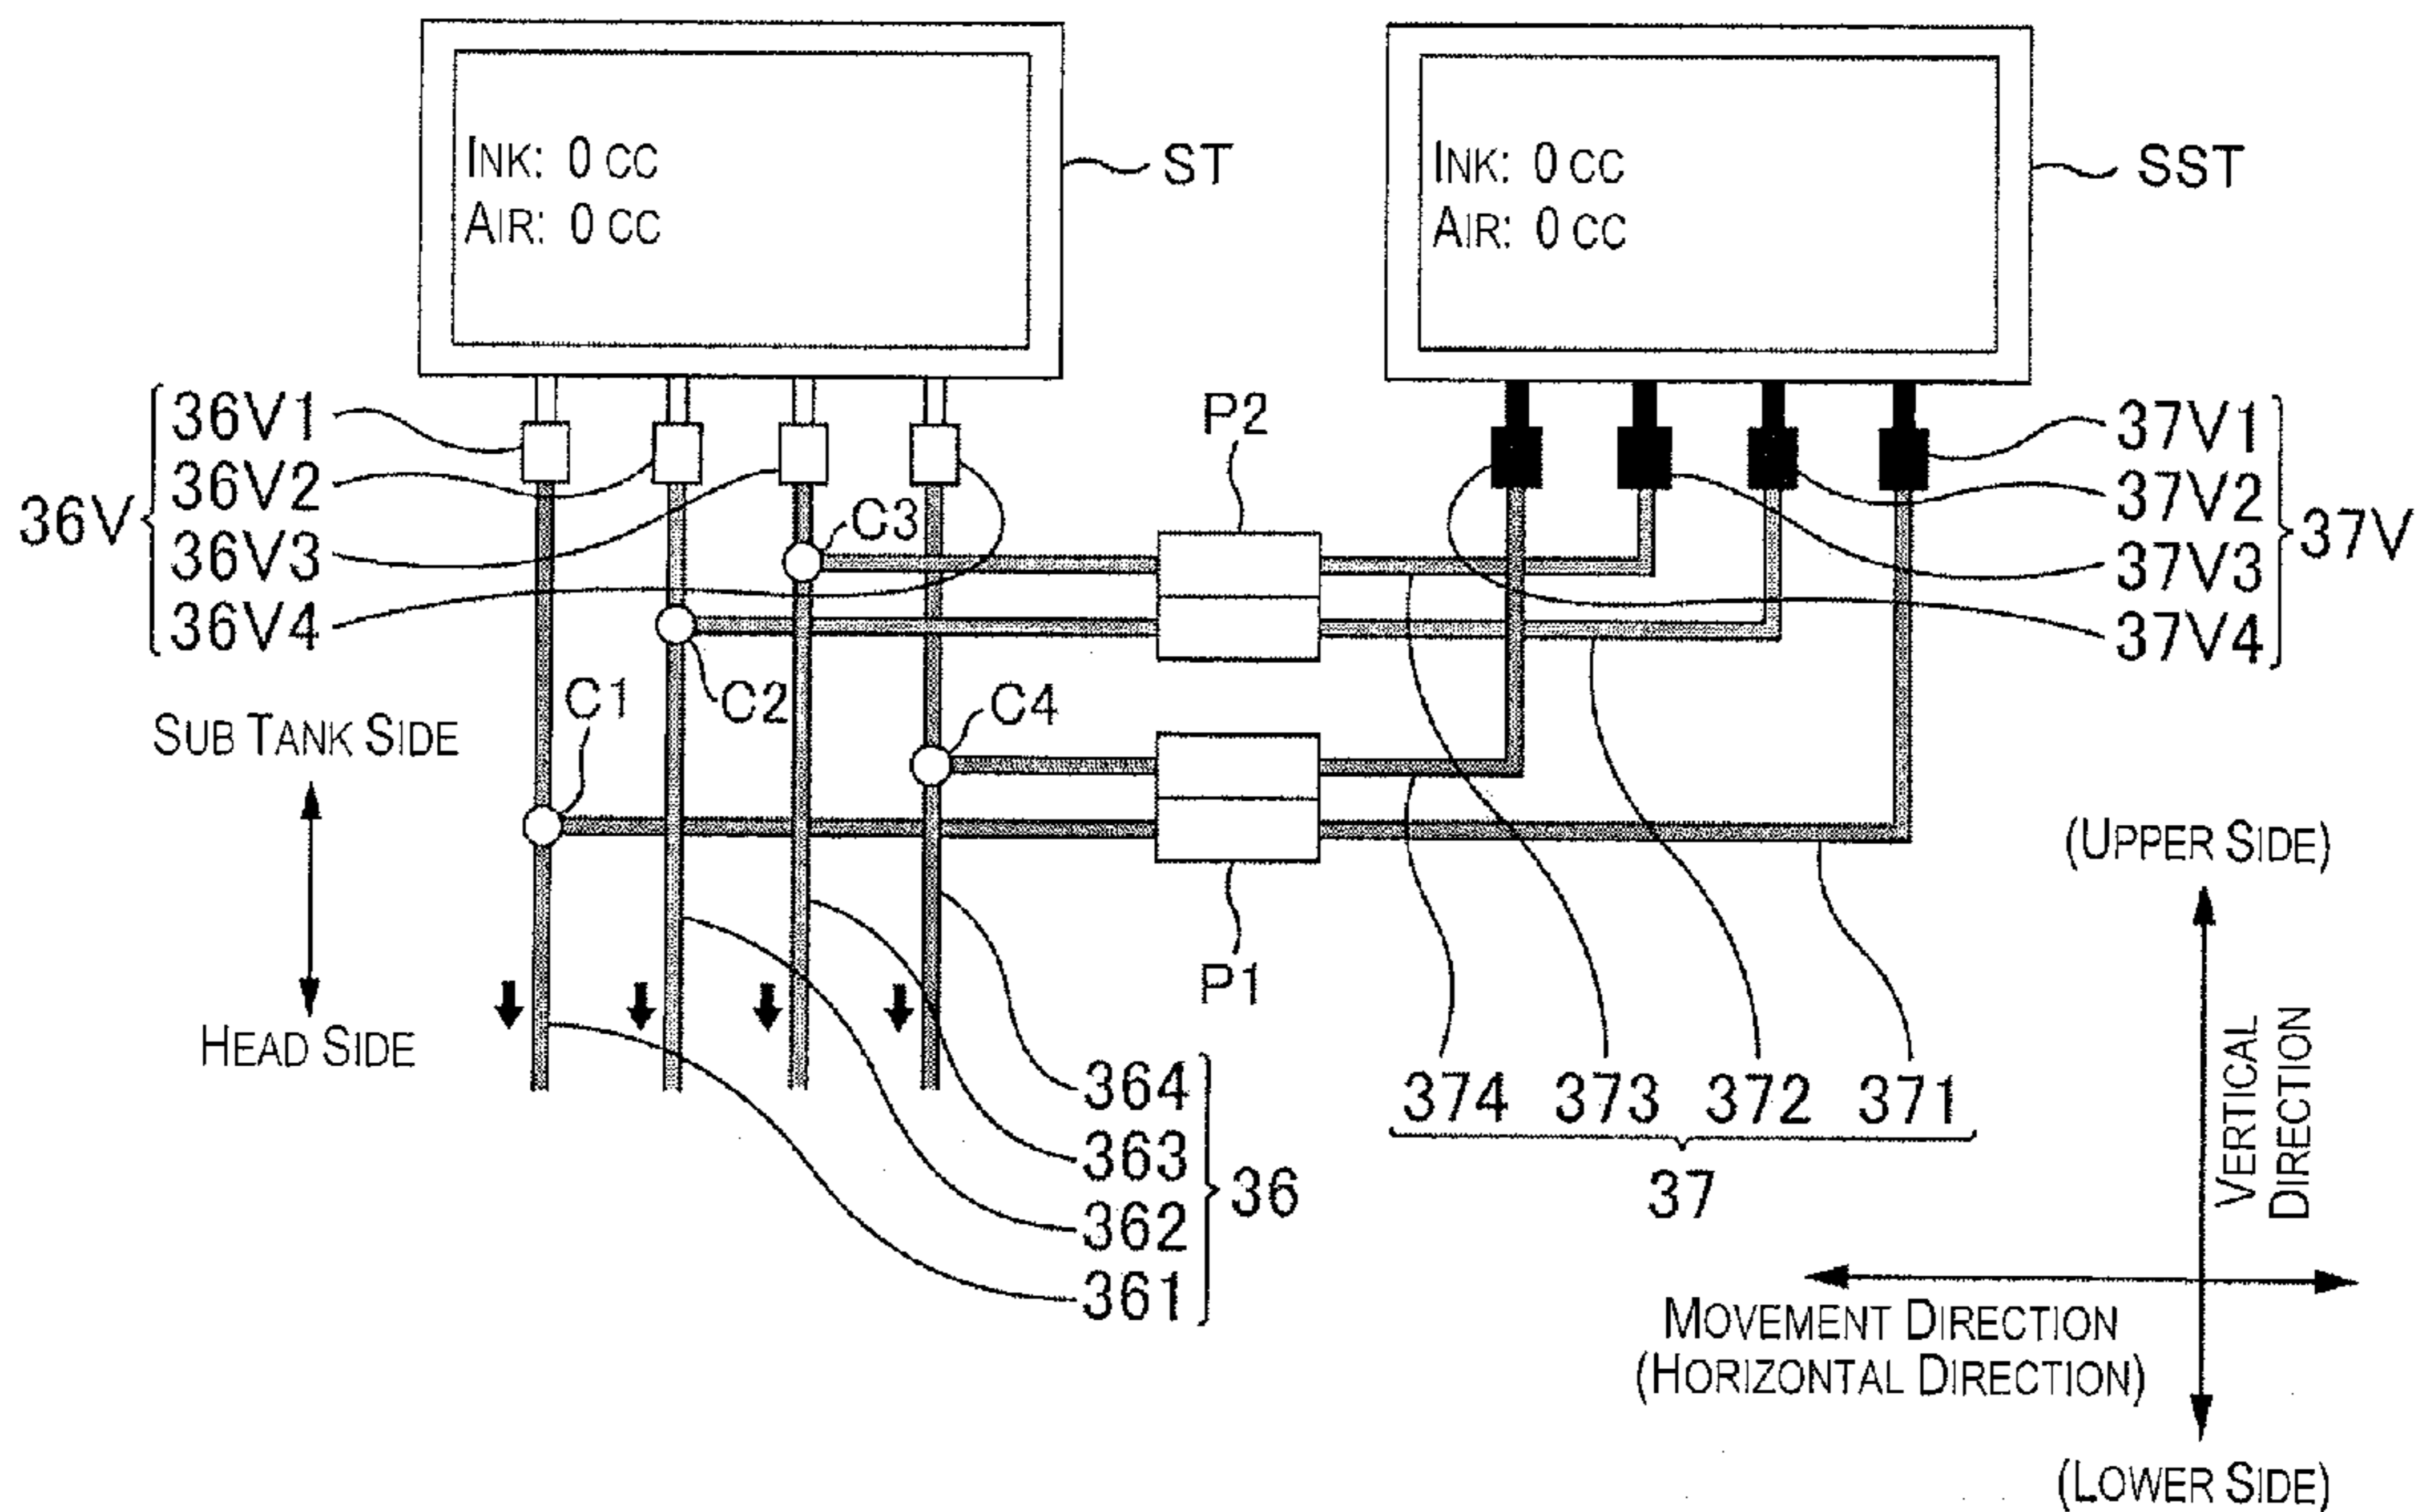 INK: 0 CC
AIR: 0 CC
ST
INK: 0 CC
AIR: 0 CC
SST
36V
36V1
36V2
36V3
36V4
P2
37V1
37V2
37V3
37V4
37V
C3
C2
C1
C4
SUB TANK SIDE
HEAD SIDE
P1
(UPPER SIDE)
364
363
362
361
36
374 373 372 371
37
VERTICAL
DIRECTION
MOVEMENT DIRECTION
(HORIZONTAL DIRECTION)
(LOWER SIDE)